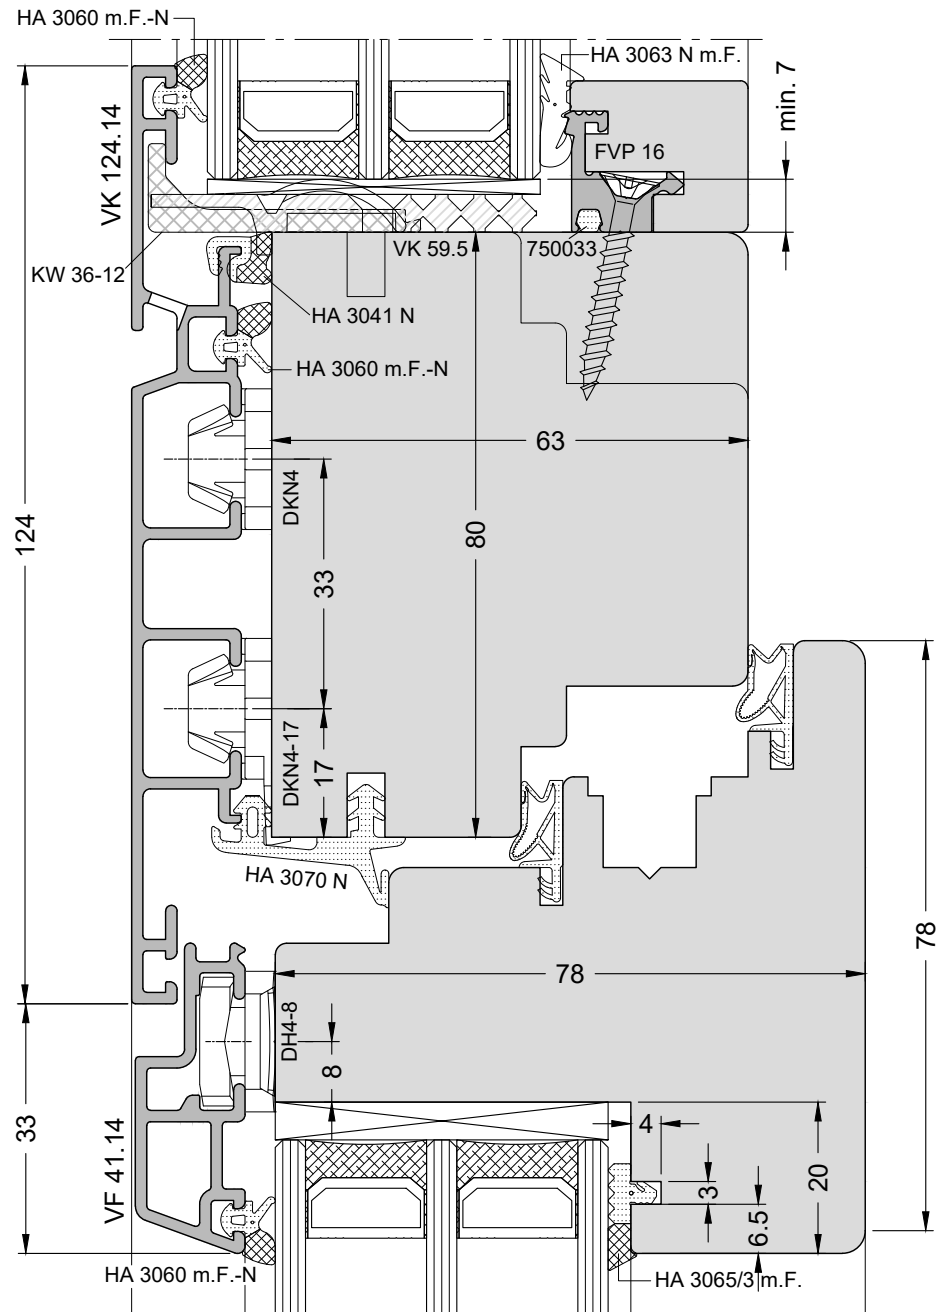 HA 3060 m.F.-N
HA 3063 N m.F.
min. 7
VK 124.14
FVP 16
KW 36-12
VK 59.5
750033
HA 3041 N
HA 3060 m.F.-N
63
DKN4
124
33
80
DKN4-17
17
HA 3070 N
78
78
DH4-8
8
33
VF 41.14
4
3
20
6.5
HA 3060 m.F.-N
HA 3065/3 m.F.